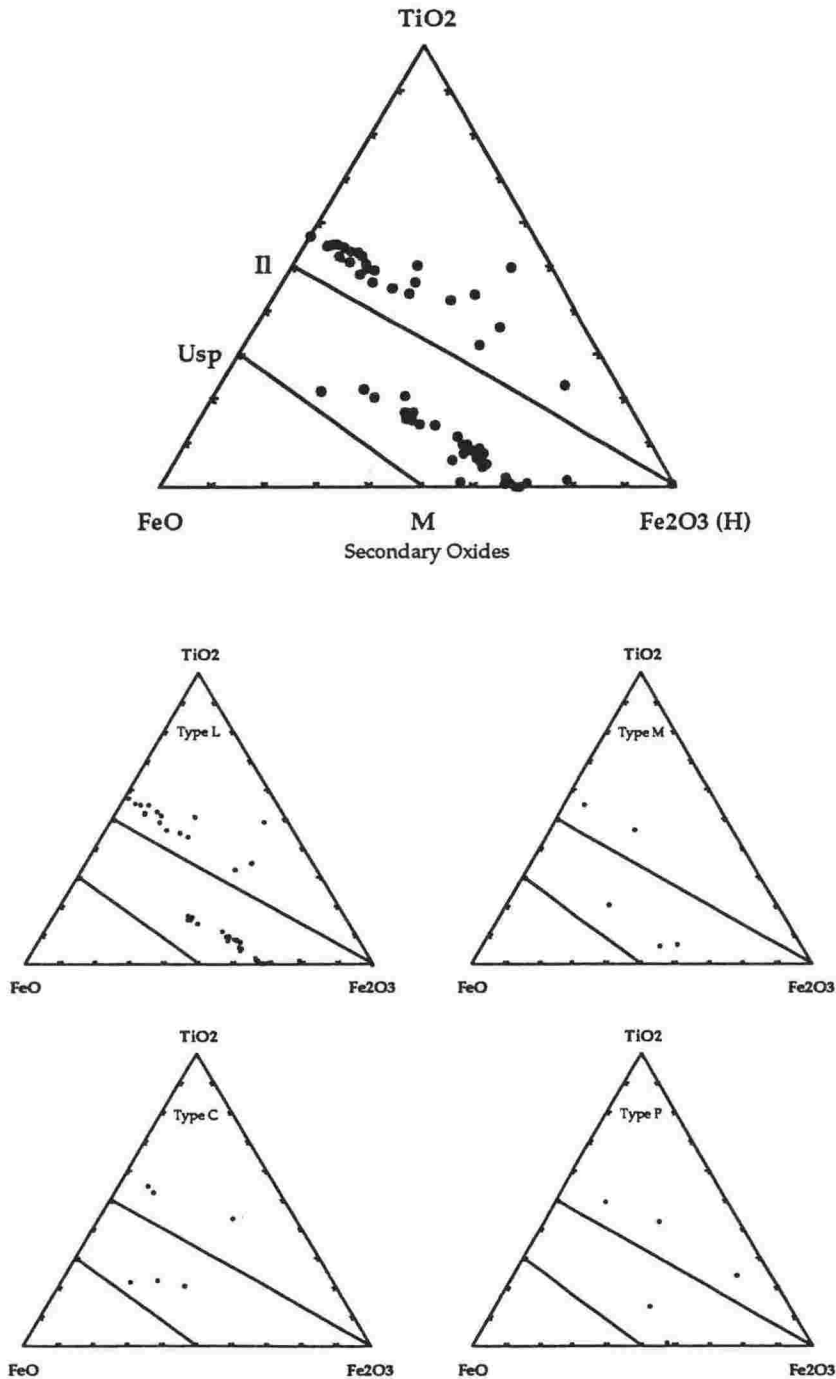 TiO2
Il
Usp
FeO M Fe2O3 (H)
Secondary Oxides
TiO2
Type L
FeO Fe2O3
TiO2
Type M
FeO Fe2O3
TiO2
Type C
FeO Fe2O3
TiO2
Type P
FeO Fe2O3